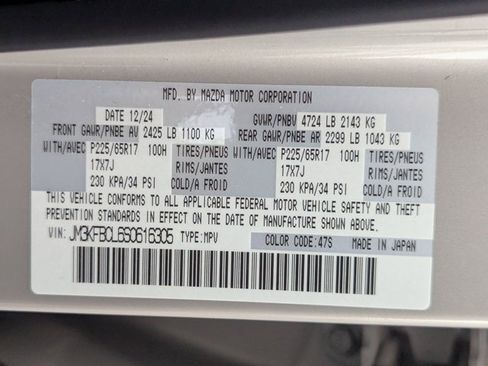 MFD. BY MAZDA MOTOR CORPORATION
DATE 12/24 GVWR/PNBV 4724 LB 2143 KG
FRONT GAWR/PNBE AV 2425 LB 1100 KG REAR GAWR/PNBE AR 2299 LB 1043 KG
WITH/AVEC P225/65R17 100H TIRES/PNEUS WITH/AVEC P225/65R17 100H TIRES/PNEUS
17X7J RIMS/JANTES 17X7J RIMS/JANTES
230 KPA/34 PSI COLD/A FROID 230 KPA/34 PSI COLD/A FROID
THIS VEHICLE CONFORMS TO ALL APPLICABLE FEDERAL MOTOR VEHICLE SAFETY AND THEFT
PREVENTION STANDARDS IN EFFECT ON THE DATE OF MANUFACTURE SHOWN ABOVE.
VIN: JM3KFBCL6S0616305 TYPE:MPV COLOR CODE:47S MADE IN JAPAN